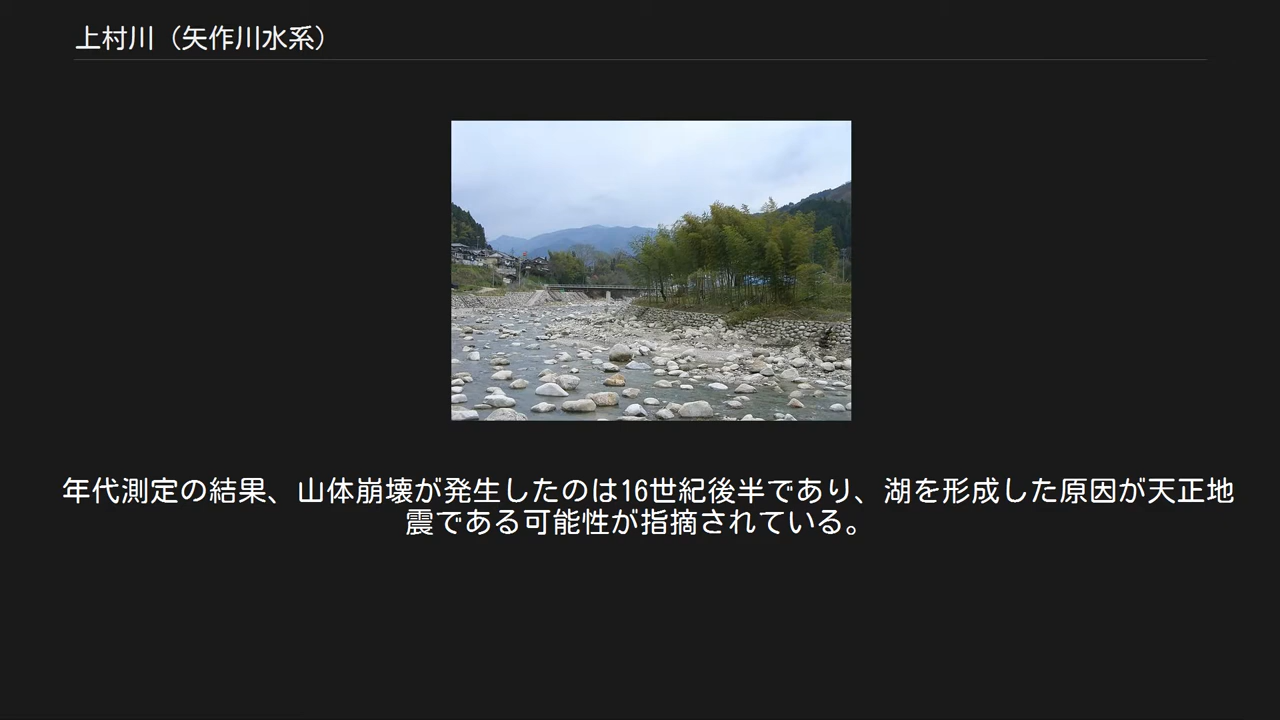 上村川（矢作川水系）
年代測定の結果、山体崩壊が発生したのは16世紀後半であり、湖を形成した原因が天正地
震である可能性が指摘されている。